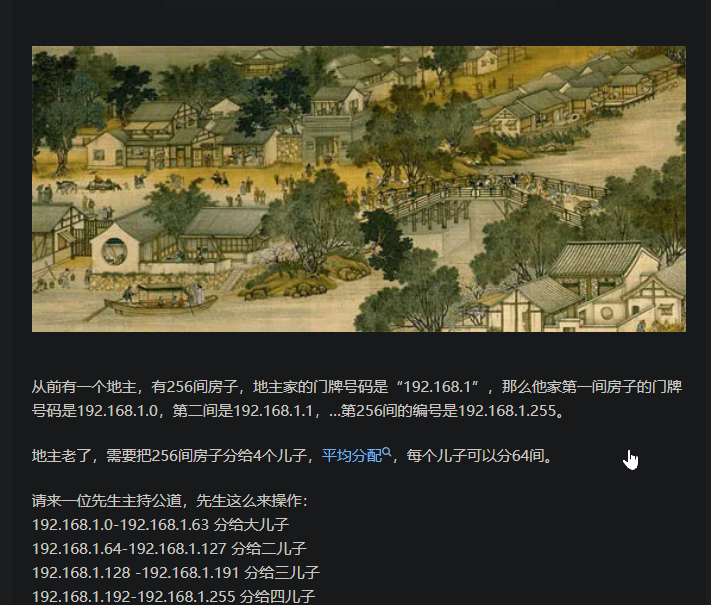 从前有一个地主，有256间房子，地主家的门牌号码是“192.168.1”，那么他家第一间房子的门牌
号码是192.168.1.0，第二间是192.168.1.1，...第256间的编号是192.168.1.255。
地主老了，需要把256间房子分给4个儿子，平均分配，每个儿子可以分64间。
请来一位先生主持公道，先生这么来操作：
192.168.1.0-192.168.1.63 分给大儿子
192.168.1.64-192.168.1.127 分给二儿子
192.168.1.128 -192.168.1.191 分给三儿子
192.168.1.192-192.168.1.255 分给四儿子